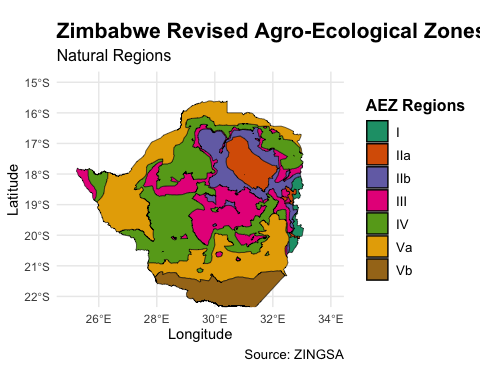 Zimbabwe Revised Agro-Ecological Zones
Natural Regions
15°S
16°S
17°S
18°S
19°S
20°S
21°S
22°S
Latitude
26°E 28°E 30°E 32°E 34°E
Longitude
AEZ Regions
I
IIa
IIb
III
IV
Va
Vb
Source: ZINGSA